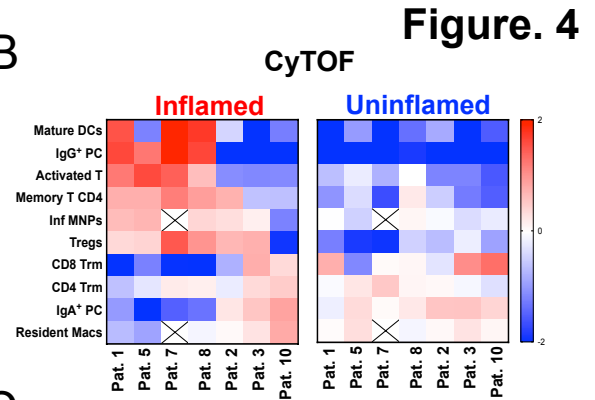 Figure. 4
B
CyTOF
Inflamed
Uninflamed
Mature DCs
IgG+ PC
Activated T
Memory T CD4
Inf MNPs
Tregs
CD8 Trm
CD4 Trm
IgA+ PC
Resident Macs
2
0
-2
Pat. 1 Pat. 5 Pat. 7 Pat. 8 Pat. 2 Pat. 3 Pat. 10
Pat. 1 Pat. 5 Pat. 7 Pat. 8 Pat. 2 Pat. 3 Pat. 10